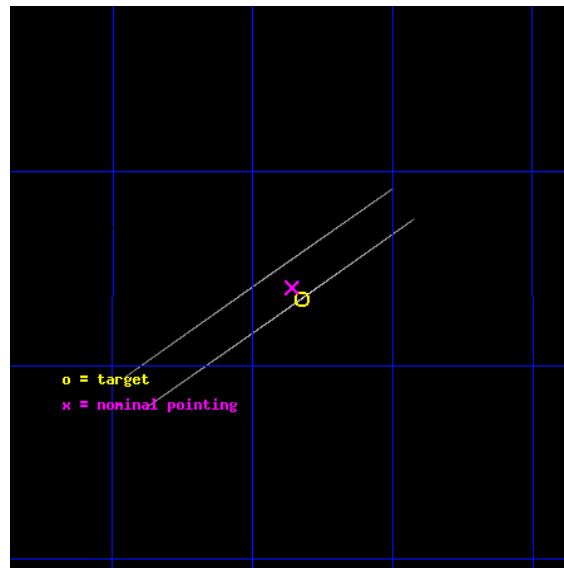 o = target
x = nominal pointing